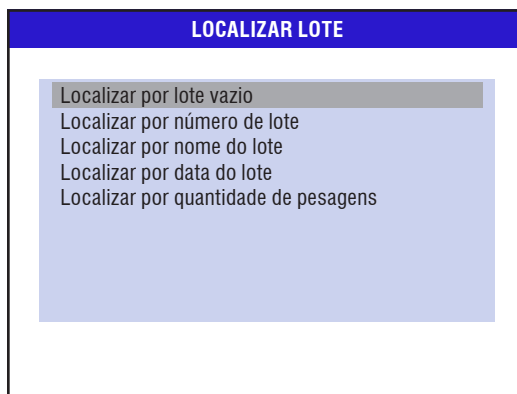 LOCALIZAR LOTE
Localizar por lote vazio
Localizar por número de lote
Localizar por nome do lote
Localizar por data do lote
Localizar por quantidade de pesagens